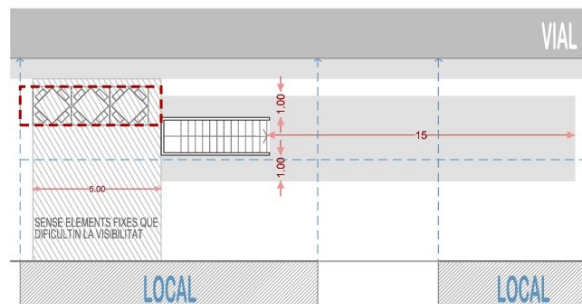 VIAL
1.00
15
1.00
5.00
SENSE ELEMENTS FIXES QUE
DIFICULTIN LA VISIBILITAT
LOCAL
LOCAL